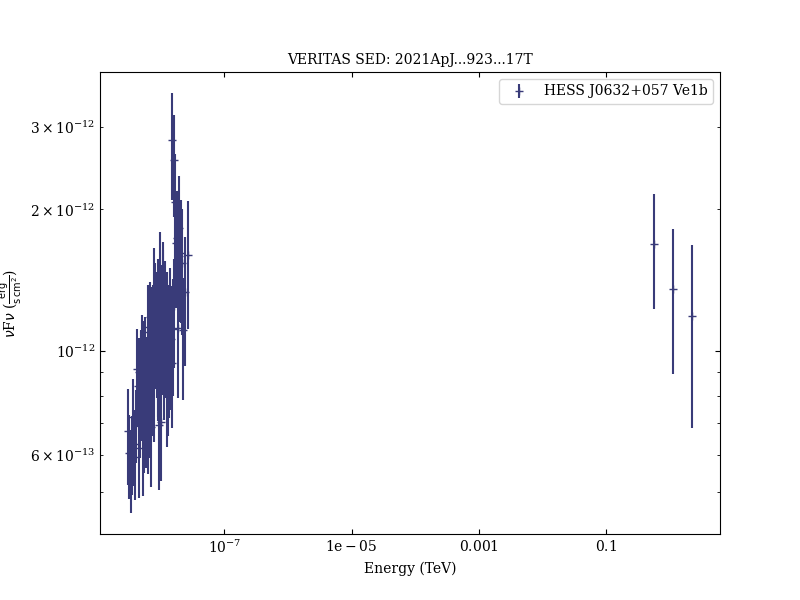 VERITAS SED: 2021ApJ...923...17T
HESS J0632+057 Ve1b
3 × 10⁻¹²
2 × 10⁻¹²
10⁻¹²
6 × 10⁻¹³
νFν (erg / s cm²)
10⁻⁷ 1e−05 0.001 0.1
Energy (TeV)